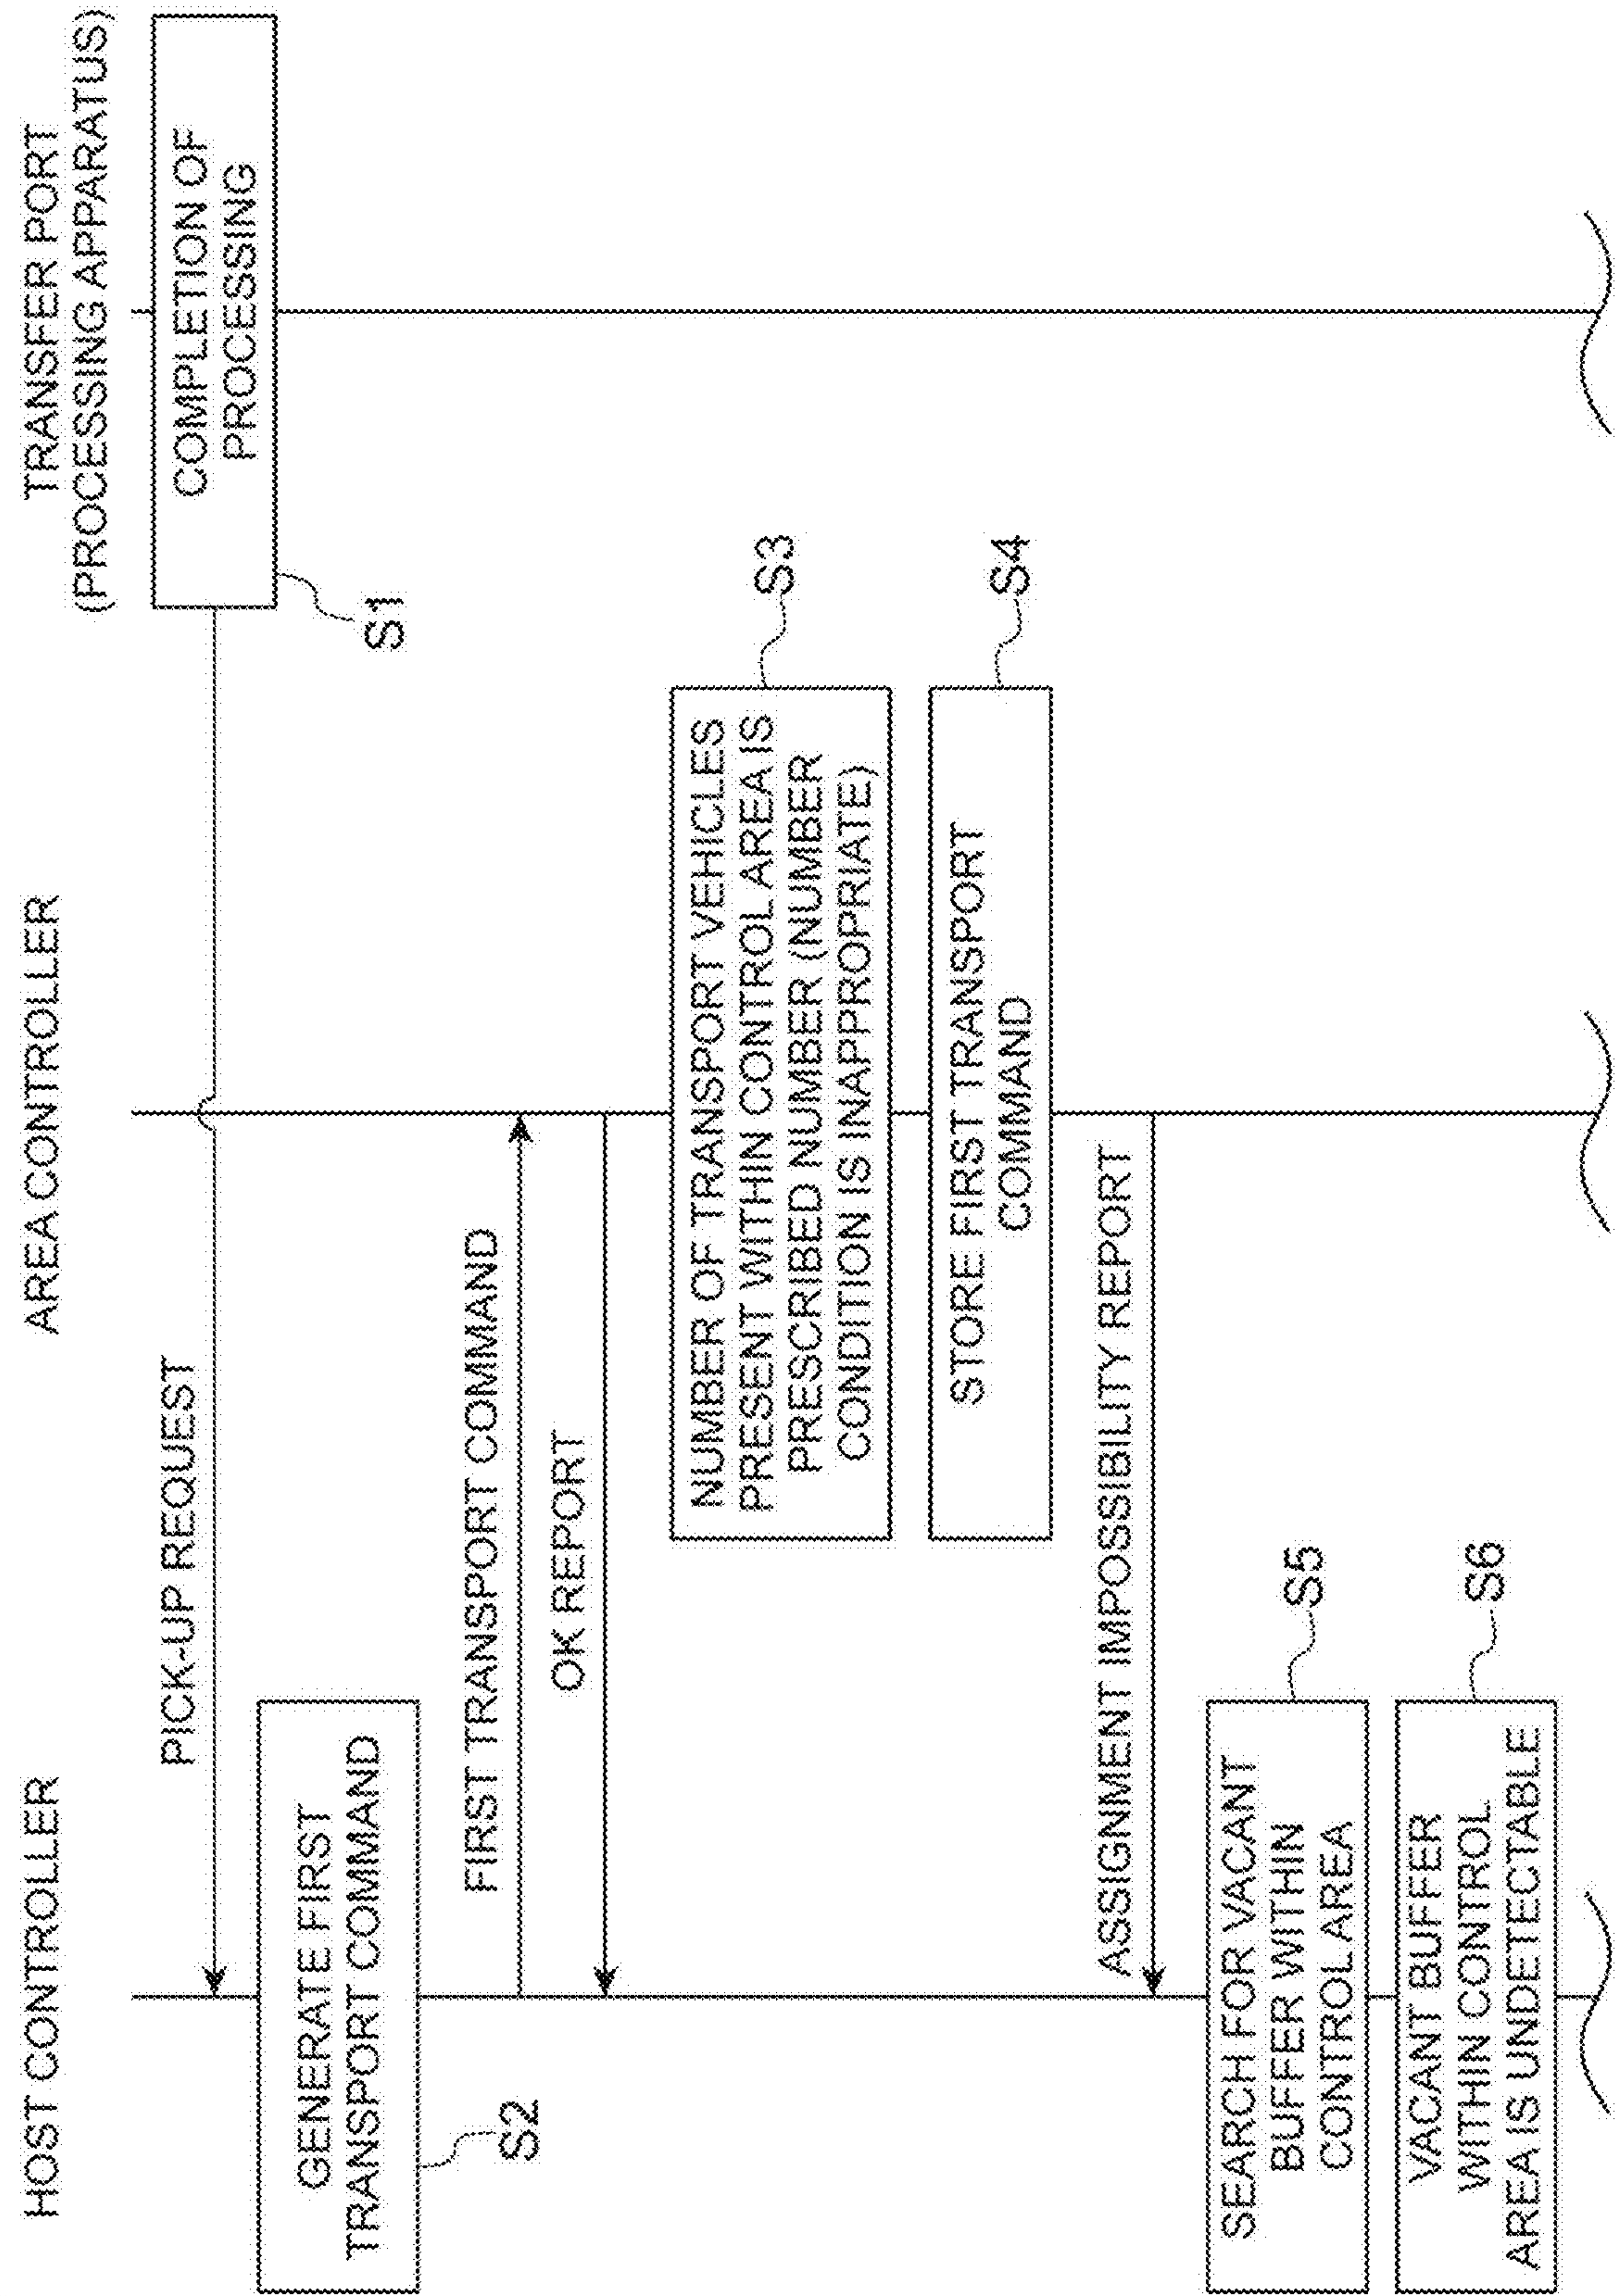 HOST CONTROLLER
AREA CONTROLLER
TRANSFER PORT
(PROCESSING APPARATUS)
COMPLETION OF
PROCESSING
S1
PICK-UP REQUEST
GENERATE FIRST
TRANSPORT COMMAND
S2
FIRST TRANSPORT COMMAND
OK REPORT
NUMBER OF TRANSPORT VEHICLES
PRESENT WITHIN CONTROL AREA IS
PRESCRIBED NUMBER (NUMBER
CONDITION IS INAPPROPRIATE)
S3
STORE FIRST TRANSPORT
COMMAND
S4
ASSIGNMENT IMPOSSIBILITY REPORT
SEARCH FOR VACANT
BUFFER WITHIN
CONTROL AREA
S5
VACANT BUFFER
WITHIN CONTROL
AREA IS UNDETECTABLE
S6